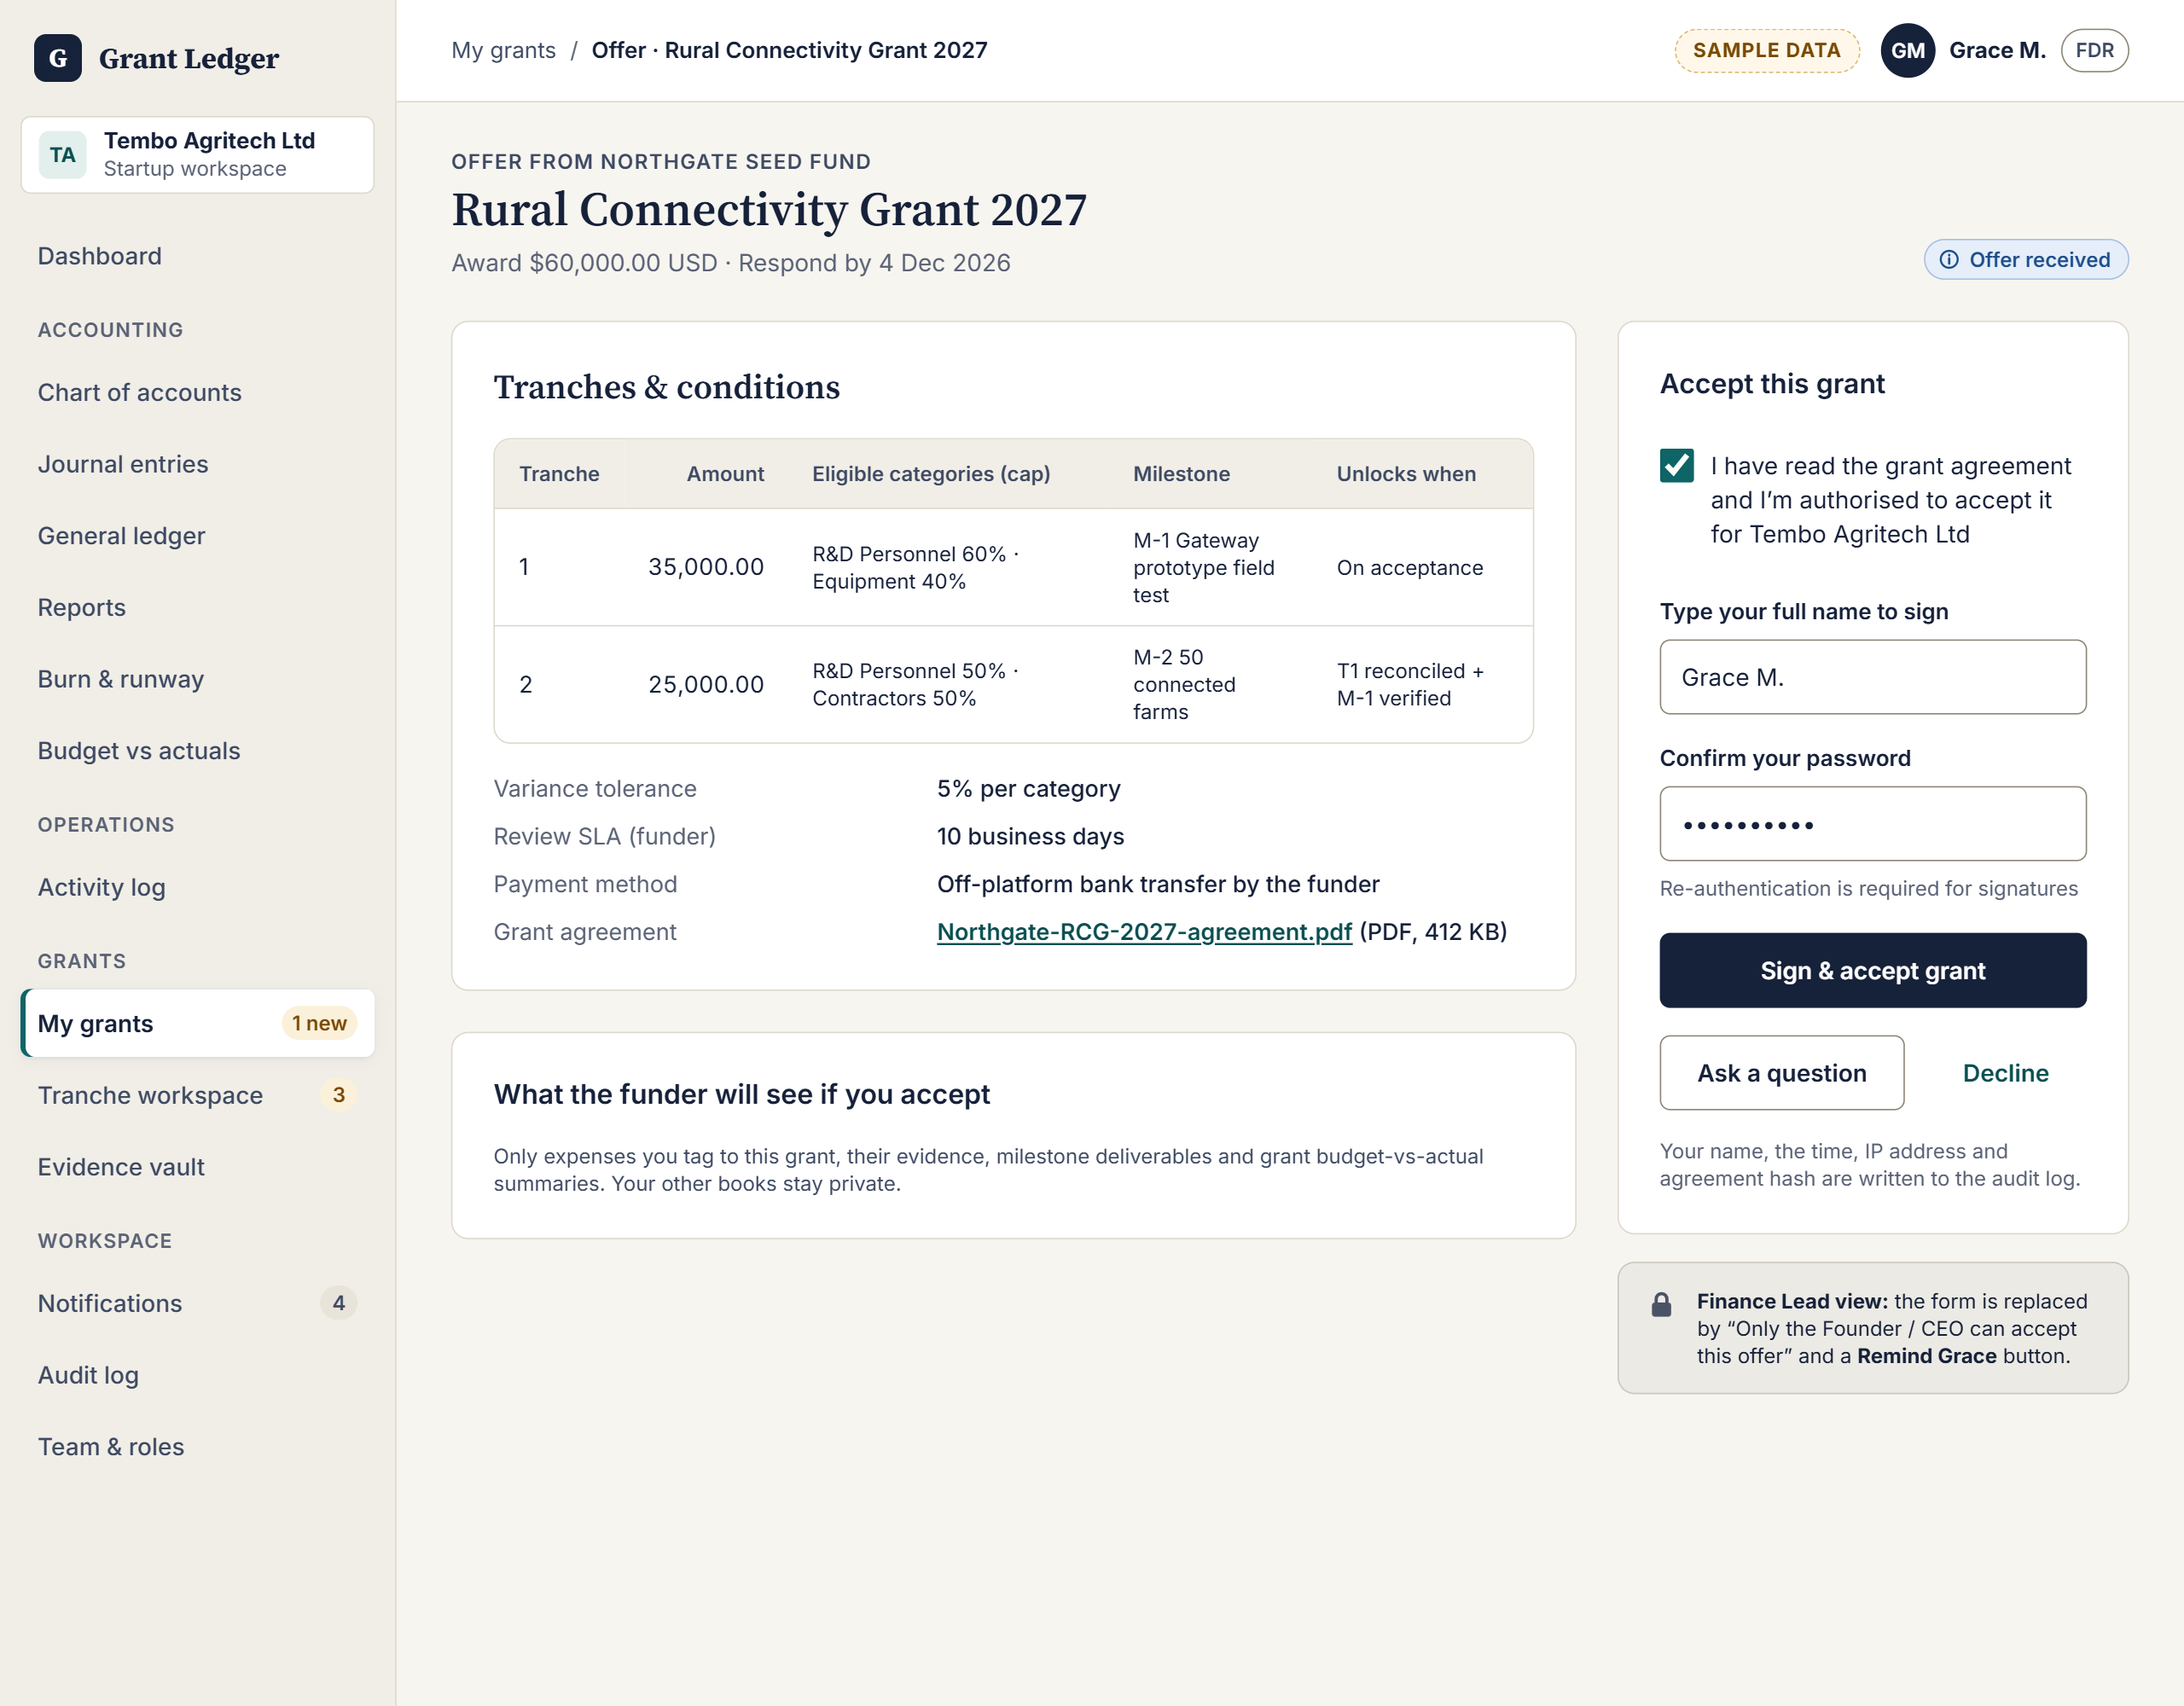 G Grant Ledger
TA Tembo Agritech Ltd
Startup workspace
Dashboard
ACCOUNTING
Chart of accounts
Journal entries
General ledger
Reports
Burn & runway
Budget vs actuals
OPERATIONS
Activity log
GRANTS
My grants 1 new
Tranche workspace 3
Evidence vault
WORKSPACE
Notifications 4
Audit log
Team & roles
My grants / Offer · Rural Connectivity Grant 2027
SAMPLE DATA GM Grace M. FDR
OFFER FROM NORTHGATE SEED FUND
Rural Connectivity Grant 2027
Award $60,000.00 USD · Respond by 4 Dec 2026
Offer received
Tranches & conditions
Tranche Amount Eligible categories (cap) Milestone Unlocks when
1 35,000.00 R&D Personnel 60% ·
Equipment 40%
M-1 Gateway
prototype field
test
On acceptance
2 25,000.00 R&D Personnel 50% ·
Contractors 50%
M-2 50
connected
farms
T1 reconciled +
M-1 verified
Variance tolerance 5% per category
Review SLA (funder) 10 business days
Payment method Off-platform bank transfer by the funder
Grant agreement Northgate-RCG-2027-agreement.pdf (PDF, 412 KB)
What the funder will see if you accept
Only expenses you tag to this grant, their evidence, milestone deliverables and grant budget-vs-actual
summaries. Your other books stay private.
Accept this grant
I have read the grant agreement
and I’m authorised to accept it
for Tembo Agritech Ltd
Type your full name to sign
Grace M.
Confirm your password
••••••••••
Re-authentication is required for signatures
Sign & accept grant
Ask a question Decline
Your name, the time, IP address and
agreement hash are written to the audit log.
Finance Lead view: the form is replaced
by “Only the Founder / CEO can accept
this offer” and a Remind Grace button.